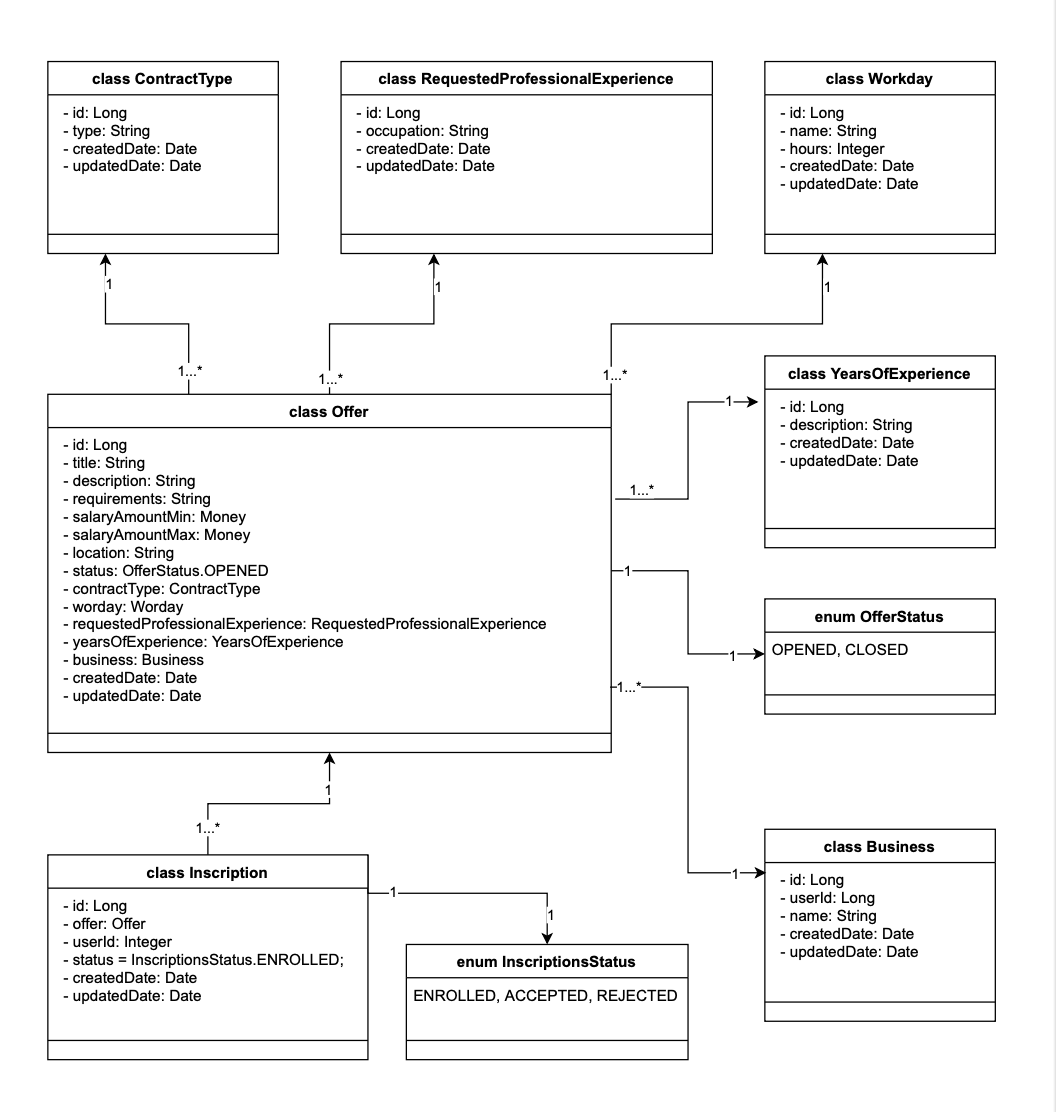 class ContractType
- id: Long
- type: String
- createdDate: Date
- updatedDate: Date
class RequestedProfessionalExperience
- id: Long
- occupation: String
- createdDate: Date
- updatedDate: Date
class Workday
- id: Long
- name: String
- hours: Integer
- createdDate: Date
- updatedDate: Date
1
1
1
1...*
1...*
1...*
class YearsOfExperience
- id: Long
- description: String
- createdDate: Date
- updatedDate: Date
1
1...*
class Offer
- id: Long
- title: String
- description: String
- requirements: String
- salaryAmountMin: Money
- salaryAmountMax: Money
- location: String
- status: OfferStatus.OPENED
- contractType: ContractType
- worday: Worday
- requestedProfessionalExperience: RequestedProfessionalExperience
- yearsOfExperience: YearsOfExperience
- business: Business
- createdDate: Date
- updatedDate: Date
1
1
enum OfferStatus
OPENED, CLOSED
1...*
1
class Business
- id: Long
- userId: Long
- name: String
- createdDate: Date
- updatedDate: Date
1
1...*
class Inscription
- id: Long
- offer: Offer
- userId: Integer
- status = InscriptionsStatus.ENROLLED;
- createdDate: Date
- updatedDate: Date
1
1
enum InscriptionsStatus
ENROLLED, ACCEPTED, REJECTED